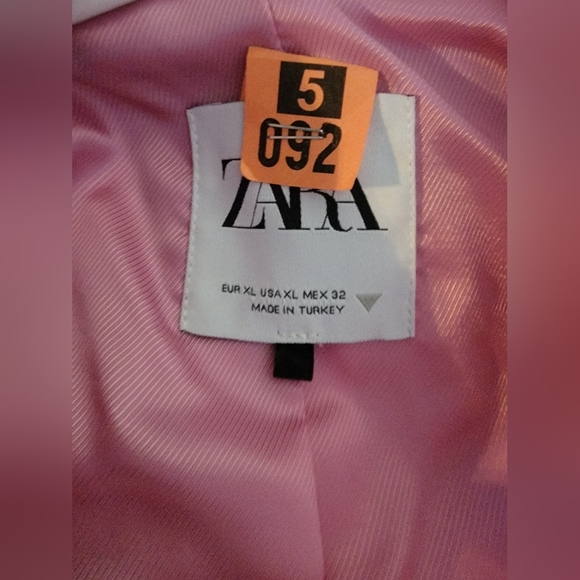 5
092
ZARA
EUR XL USA XL MEX 32
MADE IN TURKEY